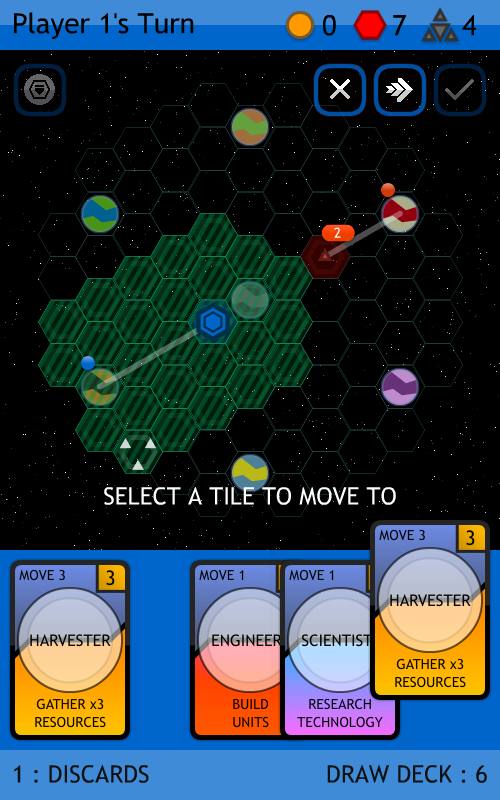 Player 1's Turn
0
7
4
2
SELECT A TILE TO MOVE TO
MOVE 3
3
HARVESTER
GATHER x3
RESOURCES
MOVE 1
ENGINEER
BUILD
UNITS
MOVE 1
SCIENTIST
RESEARCH
TECHNOLOGY
MOVE 3
3
HARVESTER
GATHER x3
RESOURCES
1 : DISCARDS
DRAW DECK : 6